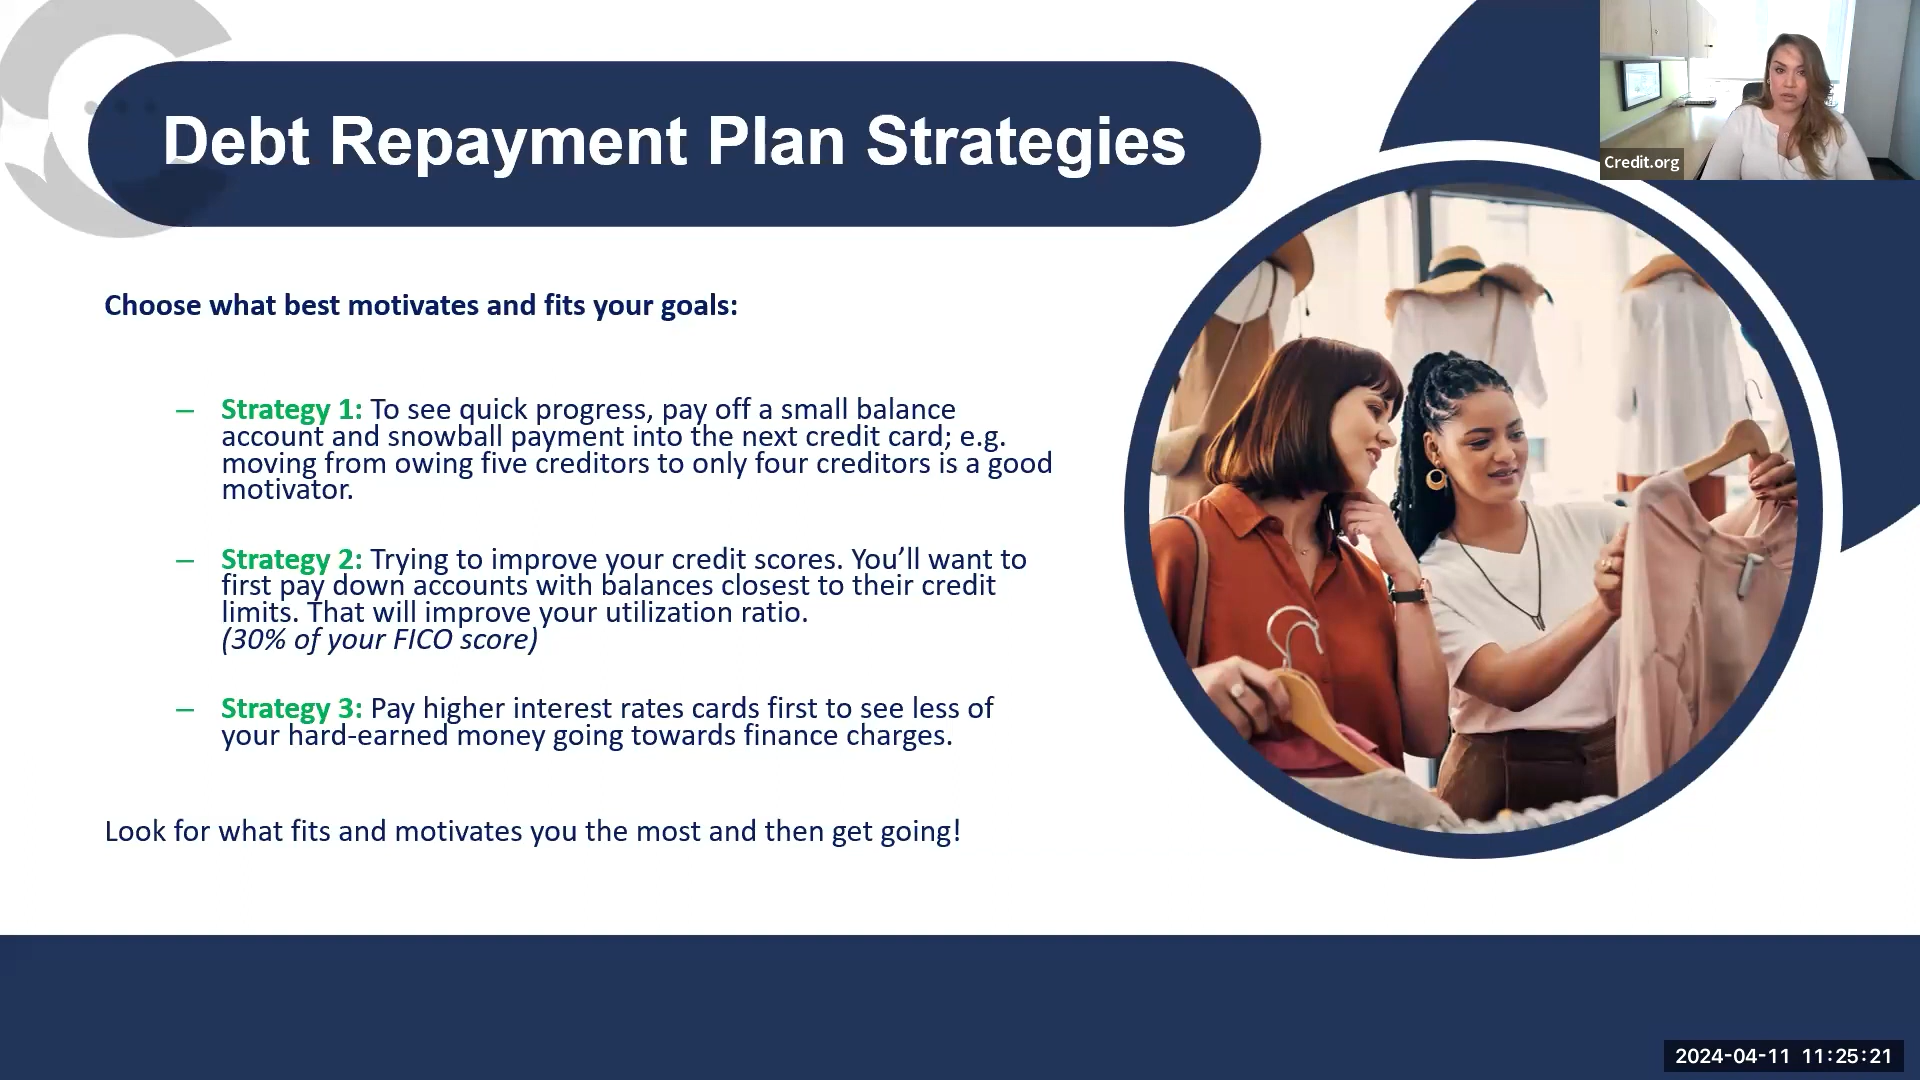 Debt Repayment Plan Strategies
Credit.org
Choose what best motivates and fits your goals:
– Strategy 1: To see quick progress, pay off a small balance
account and snowball payment into the next credit card; e.g.
moving from owing five creditors to only four creditors is a good
motivator.
– Strategy 2: Trying to improve your credit scores. You’ll want to
first pay down accounts with balances closest to their credit
limits. That will improve your utilization ratio.
(30% of your FICO score)
– Strategy 3: Pay higher interest rates cards first to see less of
your hard-earned money going towards finance charges.
Look for what fits and motivates you the most and then get going!
2024-04-11 11:25:21